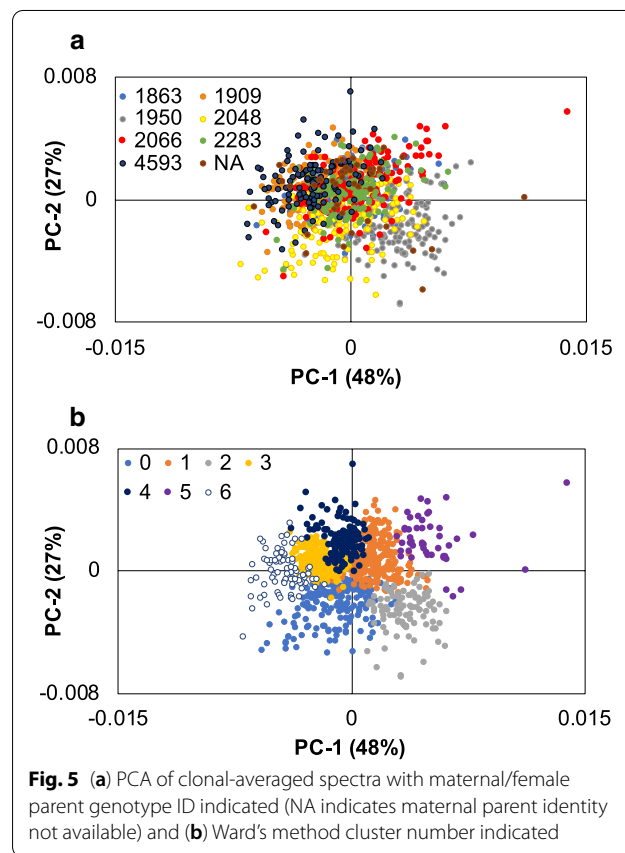 a
0.008
1863 1909
1950 2048
2066 2283
4593 NA
PC-2 (27%)
0
-0.008
-0.015 0 0.015
PC-1 (48%)
b
0.008
0 1 2 3
4 5 6
PC-2 (27%)
0
-0.008
-0.015 0 0.015
PC-1 (48%)
Fig. 5 (a) PCA of clonal-averaged spectra with maternal/female
parent genotype ID indicated (NA indicates maternal parent identity
not available) and (b) Ward's method cluster number indicated